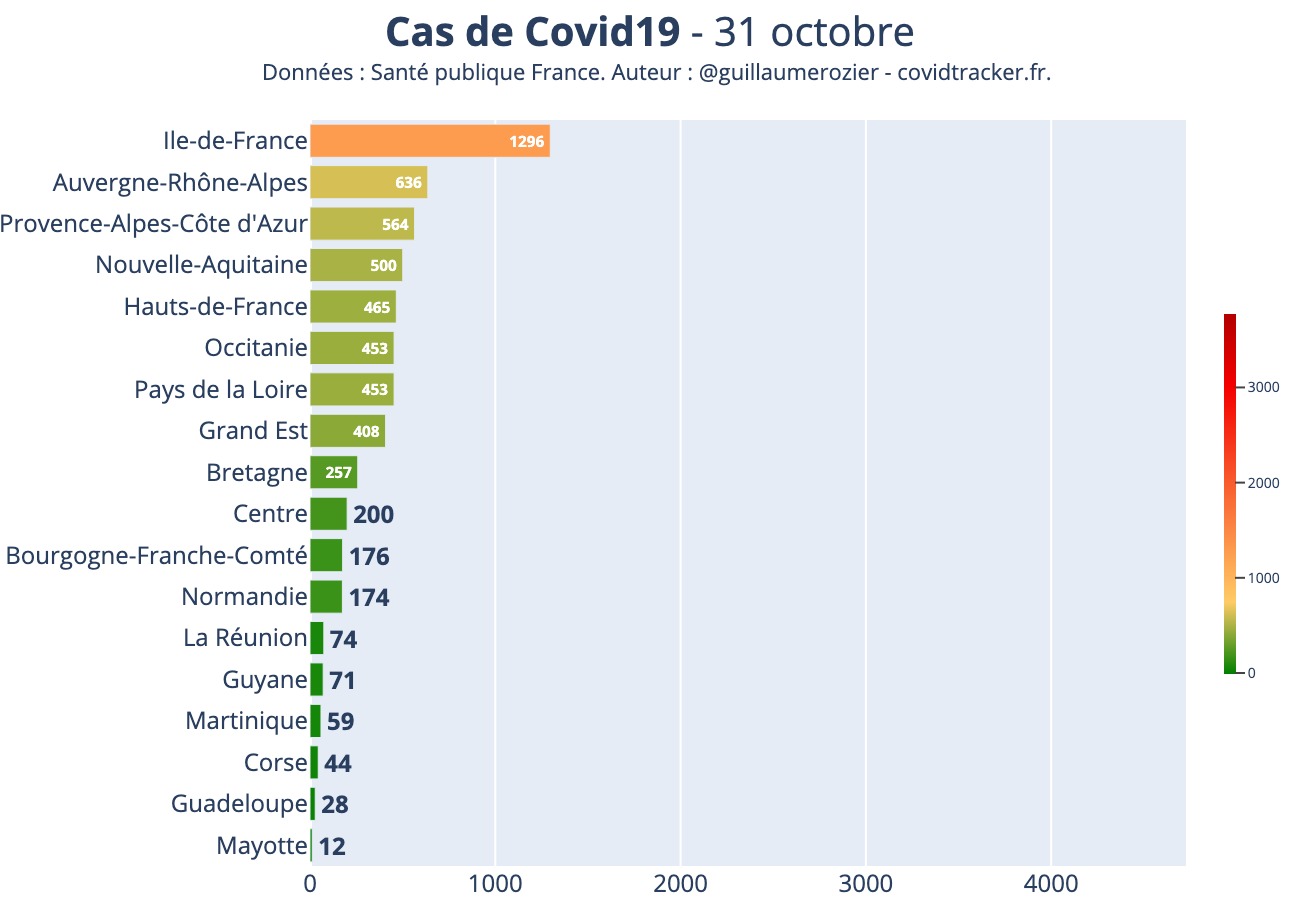 Cas de Covid19 - 31 octobre
Données : Santé publique France. Auteur : @guillaumerozier - covidtracker.fr.
Ile-de-France 1296
Auvergne-Rhône-Alpes 636
Provence-Alpes-Côte d'Azur 564
Nouvelle-Aquitaine 500
Hauts-de-France 465
Occitanie 453
Pays de la Loire 453
Grand Est 408
Bretagne 257
Centre 200
Bourgogne-Franche-Comté 176
Normandie 174
La Réunion 74
Guyane 71
Martinique 59
Corse 44
Guadeloupe 28
Mayotte 12
0 1000 2000 3000 4000
3000
2000
1000
0